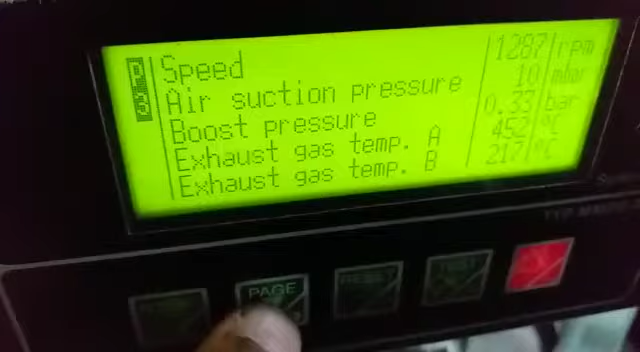 Speed 1287 rpm
Air suction pressure 10 mbar
Boost pressure 0.33 bar
Exhaust gas temp. A 452 °C
Exhaust gas temp. B 217 °C
PAGE
RESET
TEST